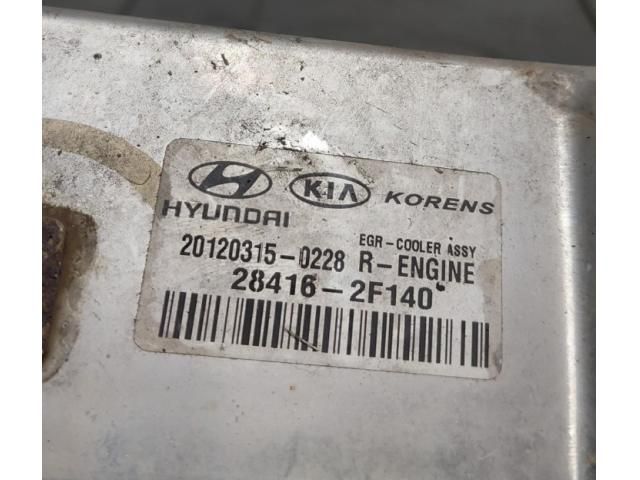 HYUNDAI KIA KORENS
EGR-COOLER ASSY
20120315-0228 R-ENGINE
28416-2F140